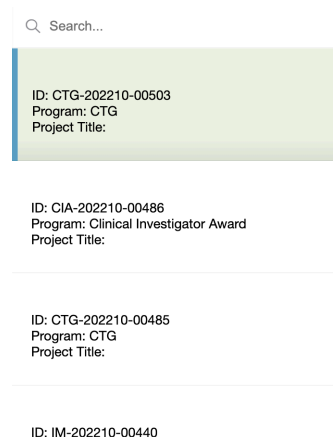 Search...
ID: CTG-202210-00503
Program: CTG
Project Title:
ID: CIA-202210-00486
Program: Clinical Investigator Award
Project Title:
ID: CTG-202210-00485
Program: CTG
Project Title:
ID: IM-202210-00440